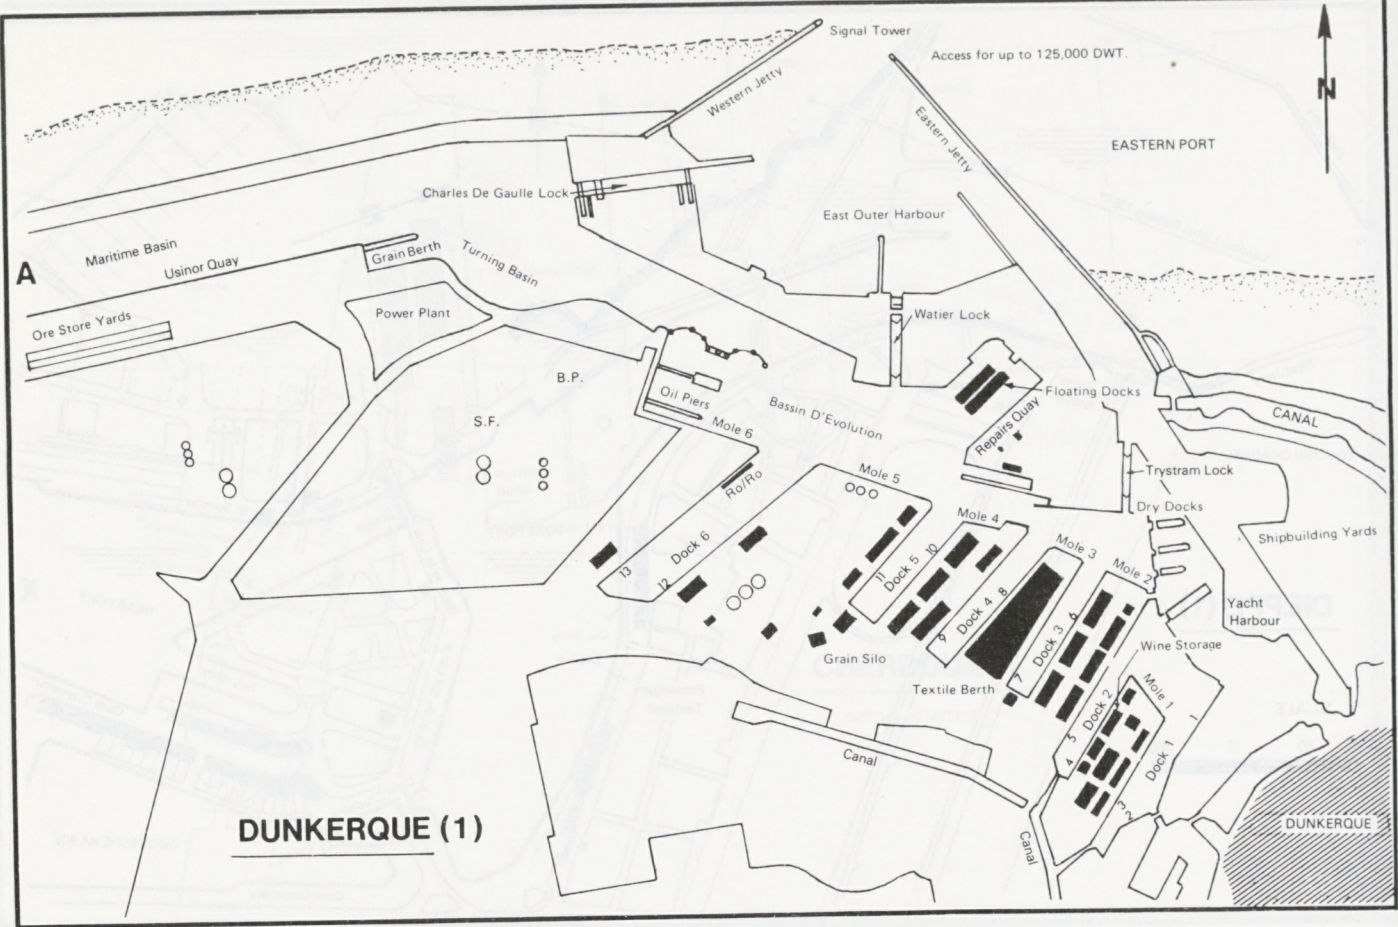 Signal Tower
Access for up to 125,000 DWT.
N
Western Jetty
Eastern Jetty
EASTERN PORT
Charles De Gaulle Lock
East Outer Harbour
Maritime Basin
Usinor Quay
Grain Berth
Turning Basin
A
Ore Store Yards
Power Plant
Watier Lock
B.P.
S.F.
Oil Piers
Mole 6
Bassin D'Evolution
Floating Docks
Repairs Quay
CANAL
Ro/Ro
Mole 5
Trystram Lock
Dry Docks
Mole 4
Shipbuilding Yards
Mole 3
Mole 2
13
Dock 6
12
11
Dock 5
10
9
Dock 4
8
7
Dock 3
6
Yacht
Harbour
Wine Storage
Grain Silo
Textile Berth
Mole 1
5
Dock 2
4
Dock 1
1
3
2
Canal
Canal
DUNKERQUE
DUNKERQUE (1)